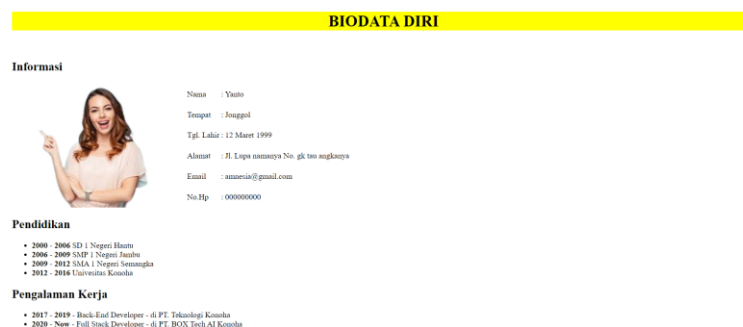 BIODATA DIRI
Informasi
Nama : Yanto
Tempat : Jonggol
Tgl. Lahir : 12 Maret 1999
Alamat : Jl. Lupa namanya No. gk tau angkanya
Email : amnesia@gmail.com
No.Hp : 000000000
Pendidikan
• 2000 - 2006 SD 1 Negeri Hantu
• 2006 - 2009 SMP 1 Negeri Jambu
• 2009 - 2012 SMA 1 Negeri Semangka
• 2012 - 2016 Univesitas Konoha
Pengalaman Kerja
• 2017 - 2019 - Back-End Developer - di PT. Teknologi Konoha
• 2020 - Now - Full Stack Developer - di PT. BOX Tech AI Konoha